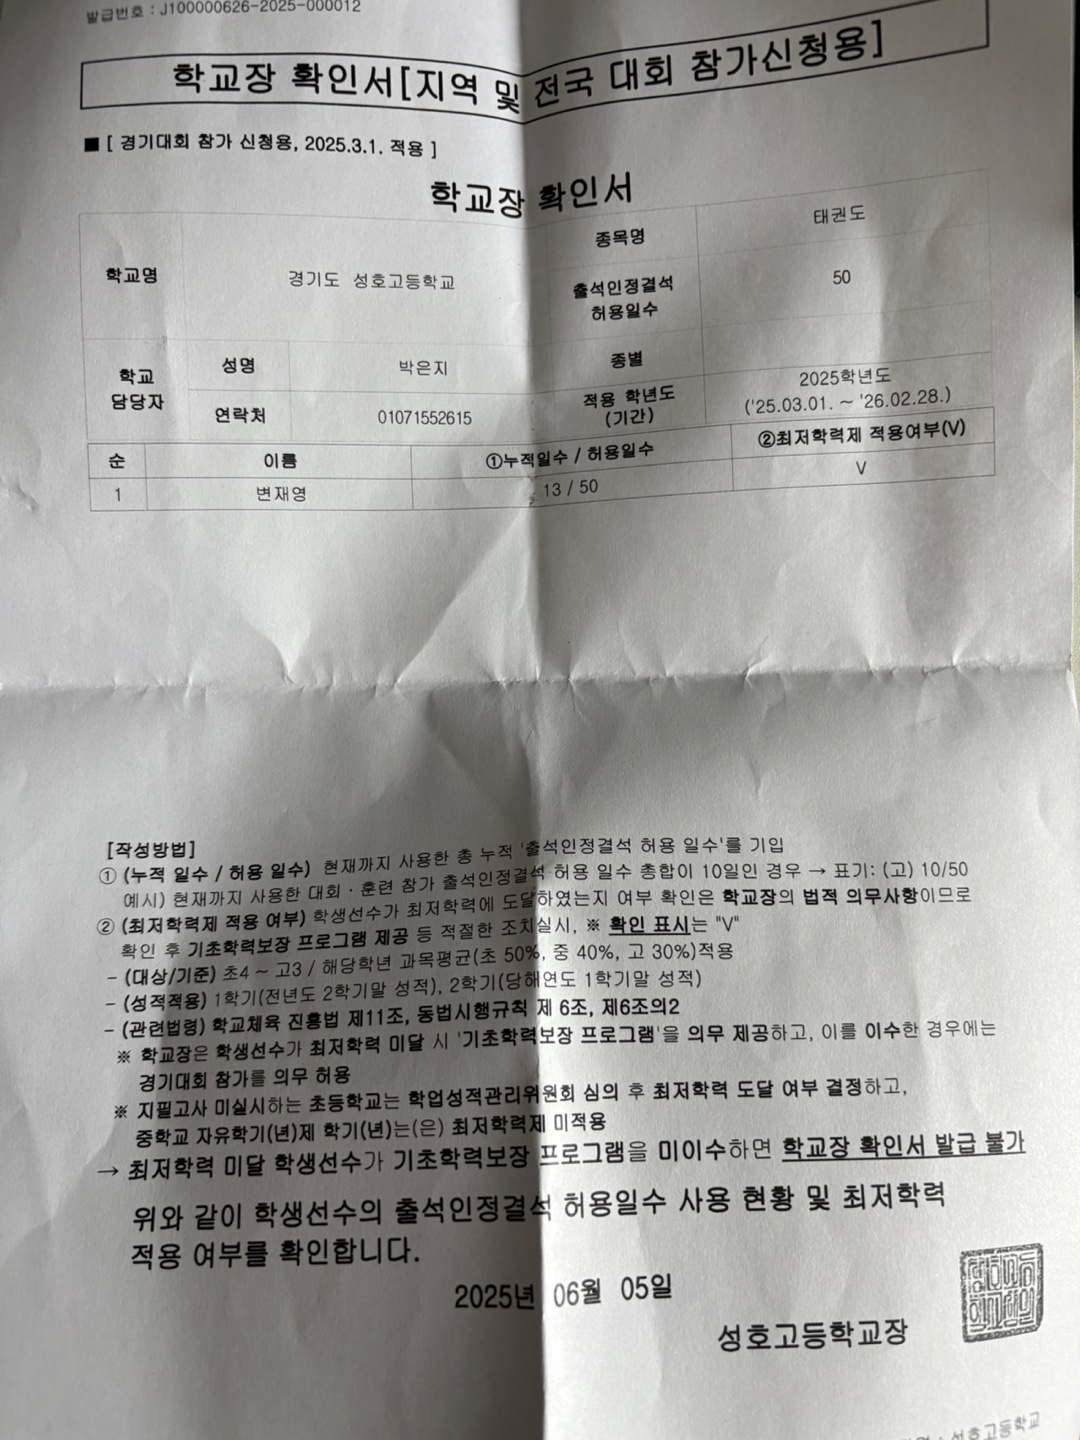 발급번호 : J100000626-2025-000012
학교장 확인서[지역 및 전국 대회 참가신청용]
■ [ 경기대회 참가 신청용, 2025.3.1. 적용 ]
학교장 확인서
학교명
경기도 성호고등학교
종목명
태권도
출석인정결석
허용일수
50
학교
담당자
성명
박은지
종별
연락처
01071552615
적용 학년도
(기간)
2025학년도
('25.03.01. ~ '26.02.28.)
순 이름 ①누적일수 / 허용일수 ②최저학력제 적용여부(V)
1 변재영 13 / 50 V
[작성방법]
① (누적 일수 / 허용 일수) 현재까지 사용한 총 누적 '출석인정결석 허용 일수'를 기입
예시) 현재까지 사용한 대회·훈련 참가 출석인정결석 허용 일수 총합이 10일인 경우 → 표기: (고) 10/50
② (최저학력제 적용 여부) 학생선수가 최저학력에 도달하였는지 여부 확인은 학교장의 법적 의무사항이므로
확인 후 기초학력보장 프로그램 제공 등 적절한 조치실시, ※ 확인 표시는 "V"
- (대상/기준) 초4 ~ 고3 / 해당학년 과목평균(초 50%, 중 40%, 고 30%)적용
- (성적적용) 1학기(전년도 2학기말 성적), 2학기(당해연도 1학기말 성적)
- (관련법령) 학교체육 진흥법 제11조, 동법시행규칙 제 6조, 제6조의2
※ 학교장은 학생선수가 최저학력 미달 시 '기초학력보장 프로그램'을 의무 제공하고, 이를 이수한 경우에는
경기대회 참가를 의무 허용
※ 지필고사 미실시하는 초등학교는 학업성적관리위원회 심의 후 최저학력 도달 여부 결정하고,
중학교 자유학기(년)제 학기(년)는(은) 최저학력제 미적용
→ 최저학력 미달 학생선수가 기초학력보장 프로그램을 미이수하면 학교장 확인서 발급 불가
위와 같이 학생선수의 출석인정결석 허용일수 사용 현황 및 최저학력
적용 여부를 확인합니다.
2025년 06월 05일
성호고등학교장
: 성호고등학교